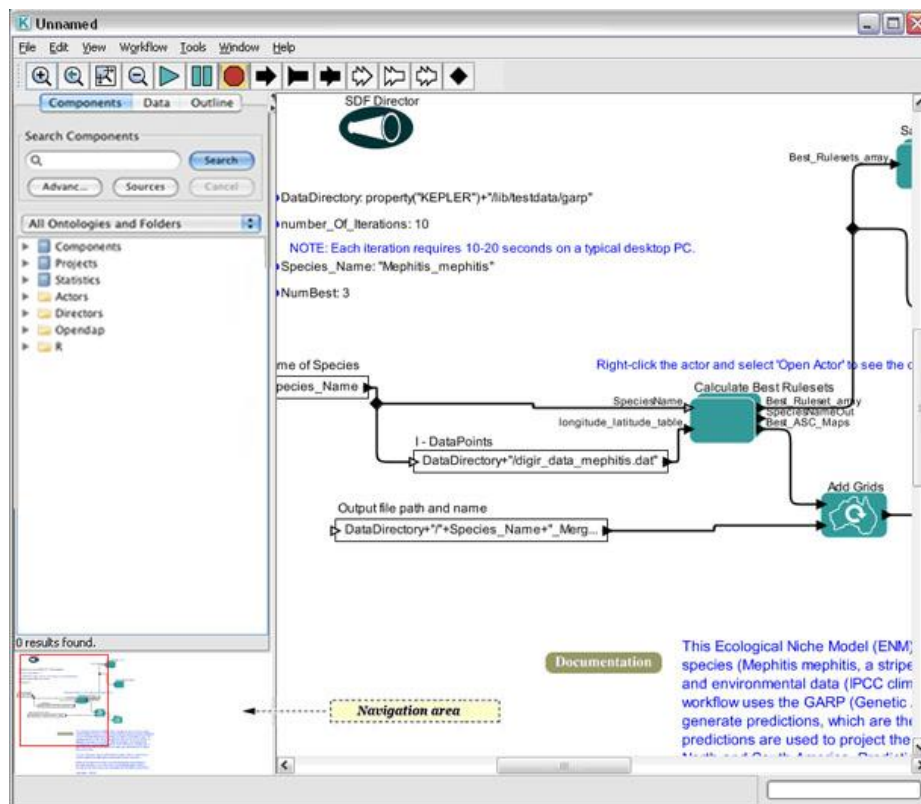 Unnamed
File Edit View Workflow Tools Window Help
Components Data Outline
Search Components
Search
Advanc... Sources Cancel
All Ontologies and Folders
Components
Projects
Statistics
Actors
Directors
Opendap
R
0 results found.
SDF Director
DataDirectory: property("KEPLER")+"/lib/testdata/garp"
number_Of_Iterations: 10
NOTE: Each iteration requires 10-20 seconds on a typical desktop PC.
Species_Name: "Mephitis_mephitis"
NumBest: 3
Best_Rulesets_array
me of Species
pecies_Name
Right-click the actor and select 'Open Actor' to see the
Calculate Best Rulesets
SpeciesName
Best_Ruleset_array
SpeciesNameOut
longitude_latitude_table
Best_ASC_Maps
I - DataPoints
DataDirectory+"/digir_data_mephitis.dat"
Add Grids
Output file path and name
DataDirectory+"/"+Species_Name+"_Merg...
Documentation
This Ecological Niche Model (ENM)
species (Mephitis mephitis, a stripe
and environmental data (IPCC clim
workflow uses the GARP (Genetic
generate predictions, which are the
predictions are used to project the
Navigation area